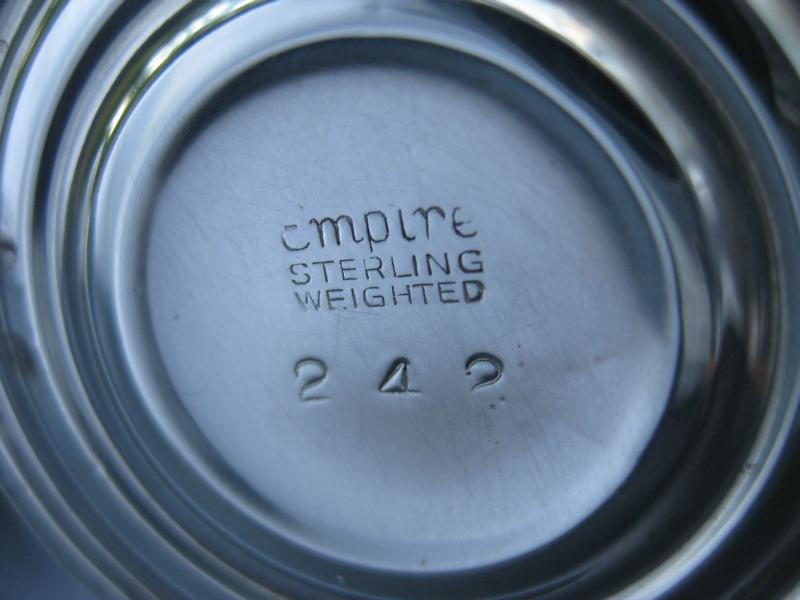 empire
STERLING
WEIGHTED
242